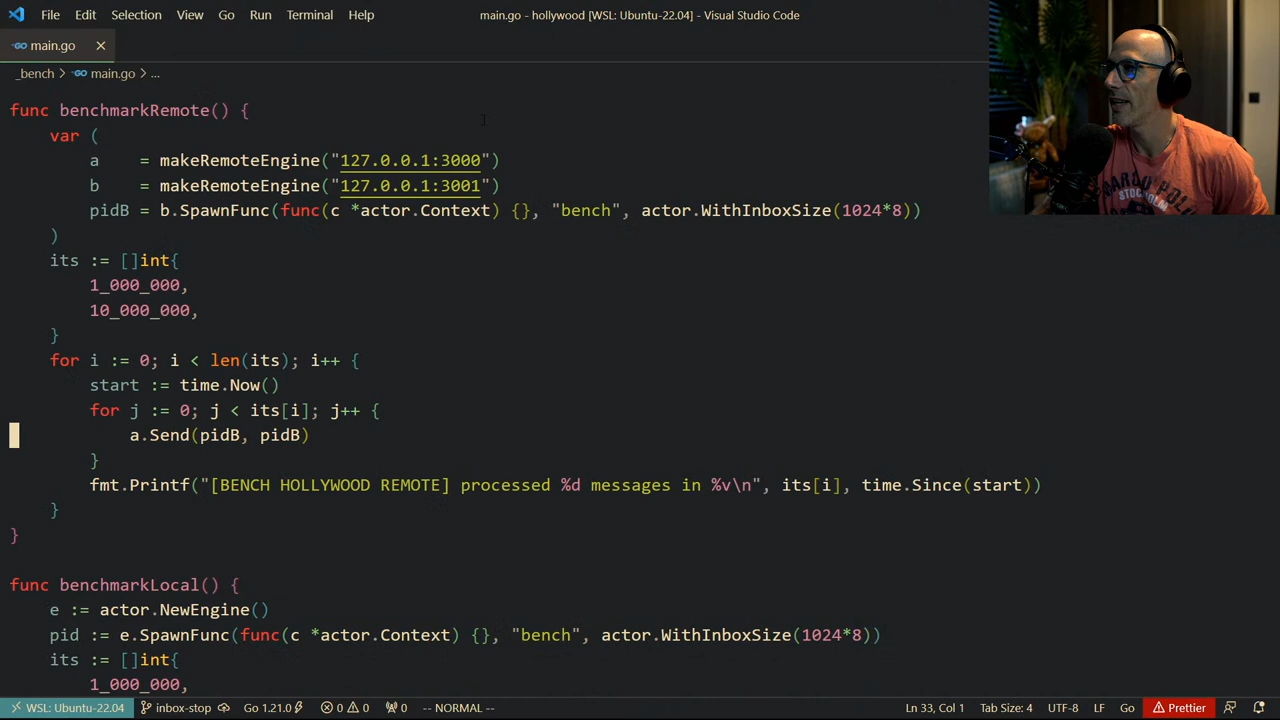 File Edit Selection View Go Run Terminal Help main.go - hollywood [WSL: Ubuntu-22.04] - Visual Studio Code
main.go
_bench > main.go > ...
func benchmarkRemote() {
    var (
        a    = makeRemoteEngine("127.0.0.1:3000")
        b    = makeRemoteEngine("127.0.0.1:3001")
        pidB = b.SpawnFunc(func(c *actor.Context) {}, "bench", actor.WithInboxSize(1024*8))
    )
    its := []int{
        1_000_000,
        10_000_000,
    }
    for i := 0; i < len(its); i++ {
        start := time.Now()
        for j := 0; j < its[i]; j++ {
            a.Send(pidB, pidB)
        }
        fmt.Printf("[BENCH HOLLYWOOD REMOTE] processed %d messages in %v\n", its[i], time.Since(start))
    }
}
func benchmarkLocal() {
    e := actor.NewEngine()
    pid := e.SpawnFunc(func(c *actor.Context) {}, "bench", actor.WithInboxSize(1024*8))
    its := []int{
        1_000_000,
WSL: Ubuntu-22.04 inbox-stop Go 1.21.0 0 0 0 -- NORMAL -- Ln 33, Col 1 Tab Size: 4 UTF-8 LF Go Prettier
STOCKHOLM